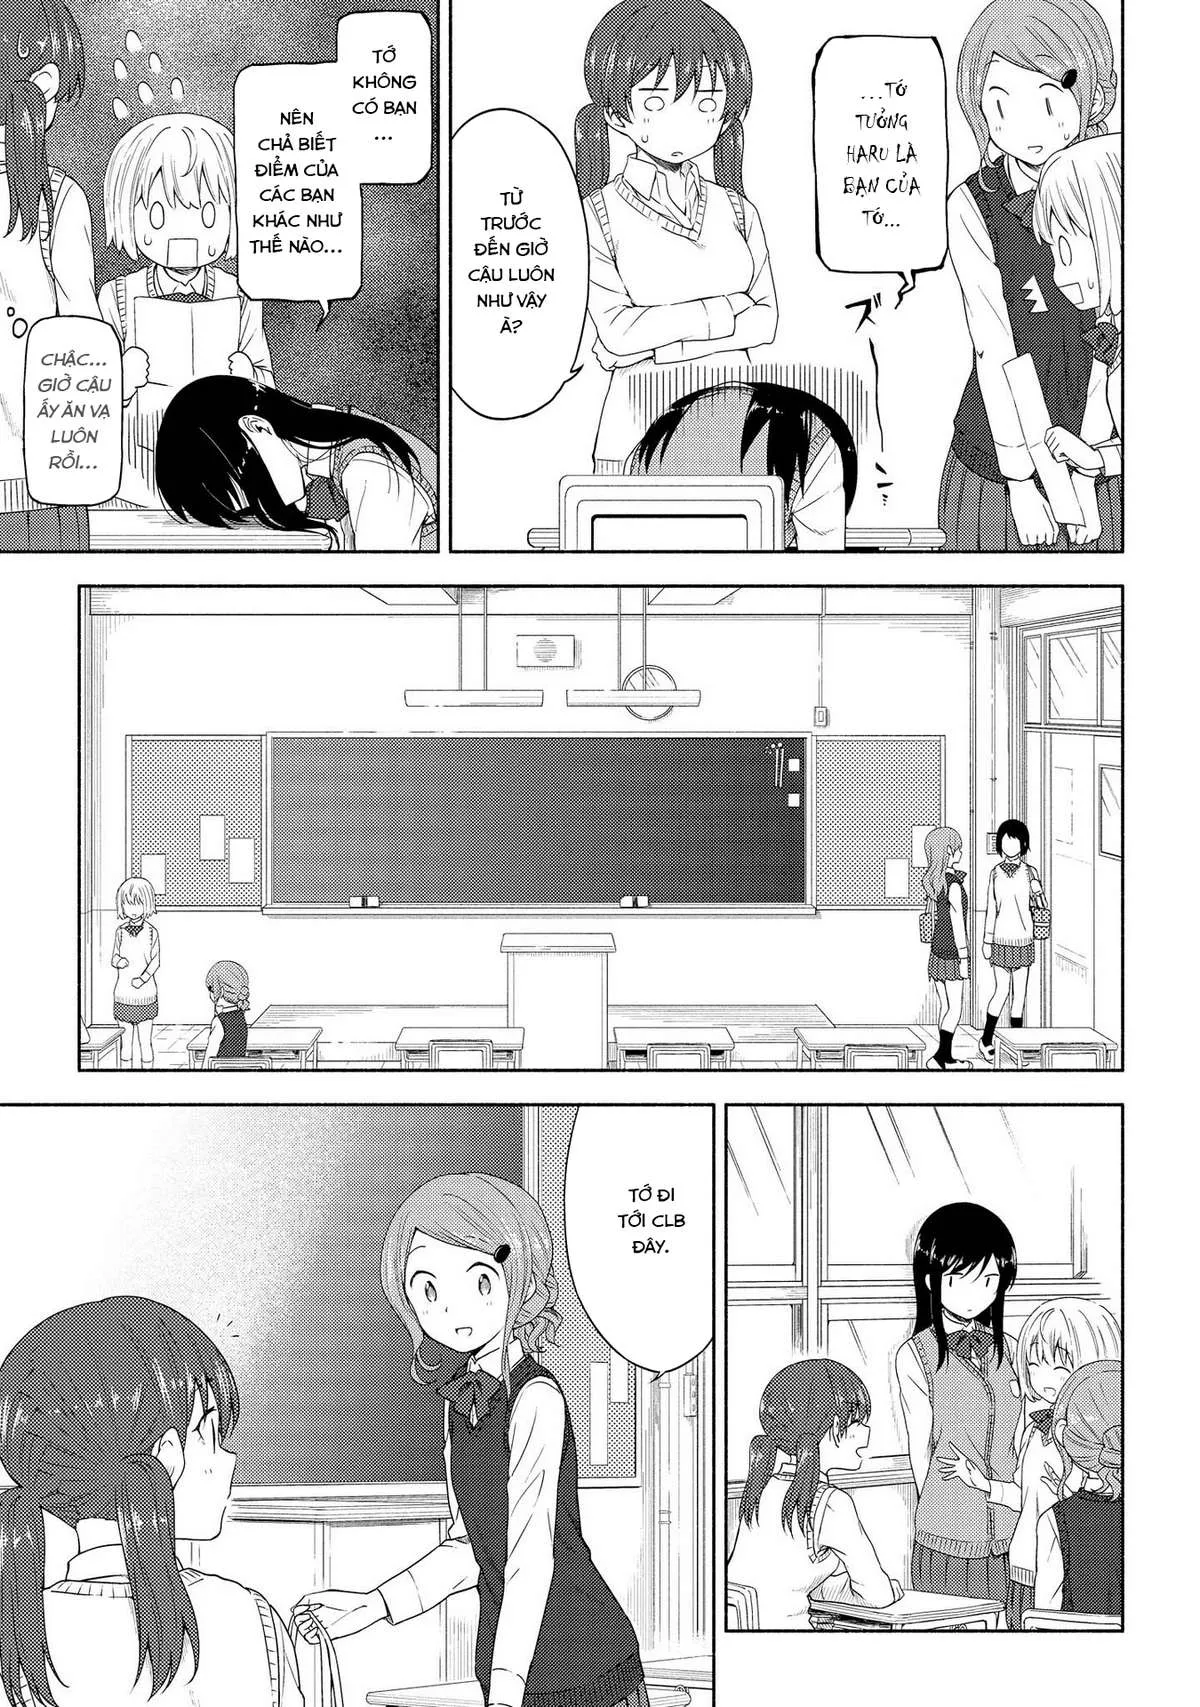 ...TỚ
TƯỞNG
HARU LÀ
BẠN CỦA
TỚ...
TỪ
TRƯỚC
ĐẾN GIỜ
CẬU LUÔN
NHƯ VẬY
À?
TỚ
KHÔNG
CÓ BẠN
...
NÊN
CHẢ BIẾT
ĐIỂM CỦA
CÁC BẠN
KHÁC NHƯ
THẾ NÀO...
CHẬC...
GIỜ CẬU
ẤY ĂN VẠ
LUÔN
RỒI...
TỚ ĐI
TỚI CLB
ĐÂY.